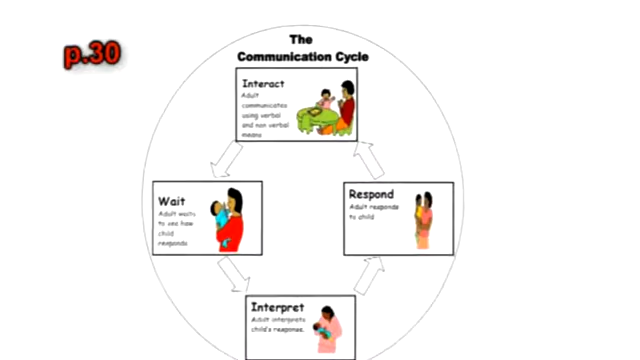 p.30
The
Communication Cycle
Interact
Adult
communicates
using verbal
and non verbal
means
Wait
Adult waits
to see how
child
responds
Respond
Adult responds
to child
Interpret
Adult interprets
child's response.